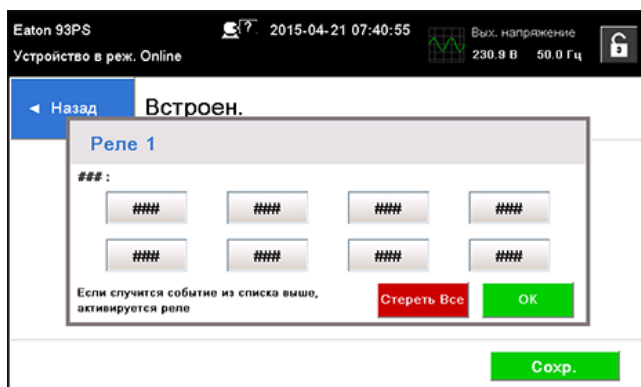 Eaton 93PS
2015-04-21 07:40:55
Вых. напряжение
Устройство в реж. Online
230.9 В 50.0 Гц
3
◄ Назад
Встроен.
Реле 1
### :
### ### ### ###
### ### ### ###
Если случится событие из списка выше,
активируется реле
Стереть Все
OK
Сохр.